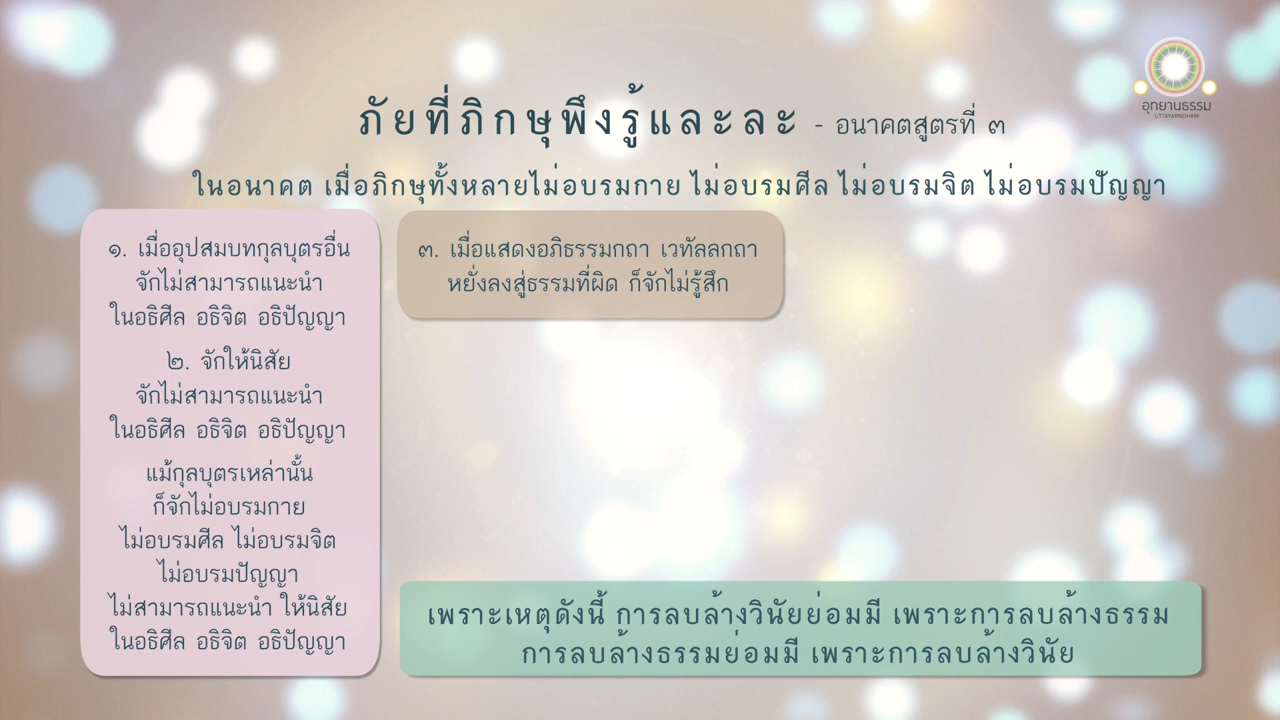 ภัยที่ภิกษุพึงรู้และละ - อนาคตสูตรที่ ๓
อุทยานธรรม
UTTAYARNDHAM
ในอนาคต เมื่อภิกษุทั้งหลายไม่อบรมกาย ไม่อบรมศีล ไม่อบรมจิต ไม่อบรมปัญญา
๑. เมื่ออุปสมบทกุลบุตรอื่น
จักไม่สามารถแนะนำ
ในอธิศีล อธิจิต อธิปัญญา
๒. จักให้นิสัย
จักไม่สามารถแนะนำ
ในอธิศีล อธิจิต อธิปัญญา
แม้กุลบุตรเหล่านั้น
ก็จักไม่อบรมกาย
ไม่อบรมศีล ไม่อบรมจิต
ไม่อบรมปัญญา
ไม่สามารถแนะนำ ให้นิสัย
ในอธิศีล อธิจิต อธิปัญญา
๓. เมื่อแสดงอภิธรรมกถา เวทัลลกถา
หยั่งลงสู่ธรรมที่ผิด ก็จักไม่รู้สึก
เพราะเหตุดังนี้ การลบล้างวินัยย่อมมี เพราะการลบล้างธรรม
การลบล้างธรรมย่อมมี เพราะการลบล้างวินัย